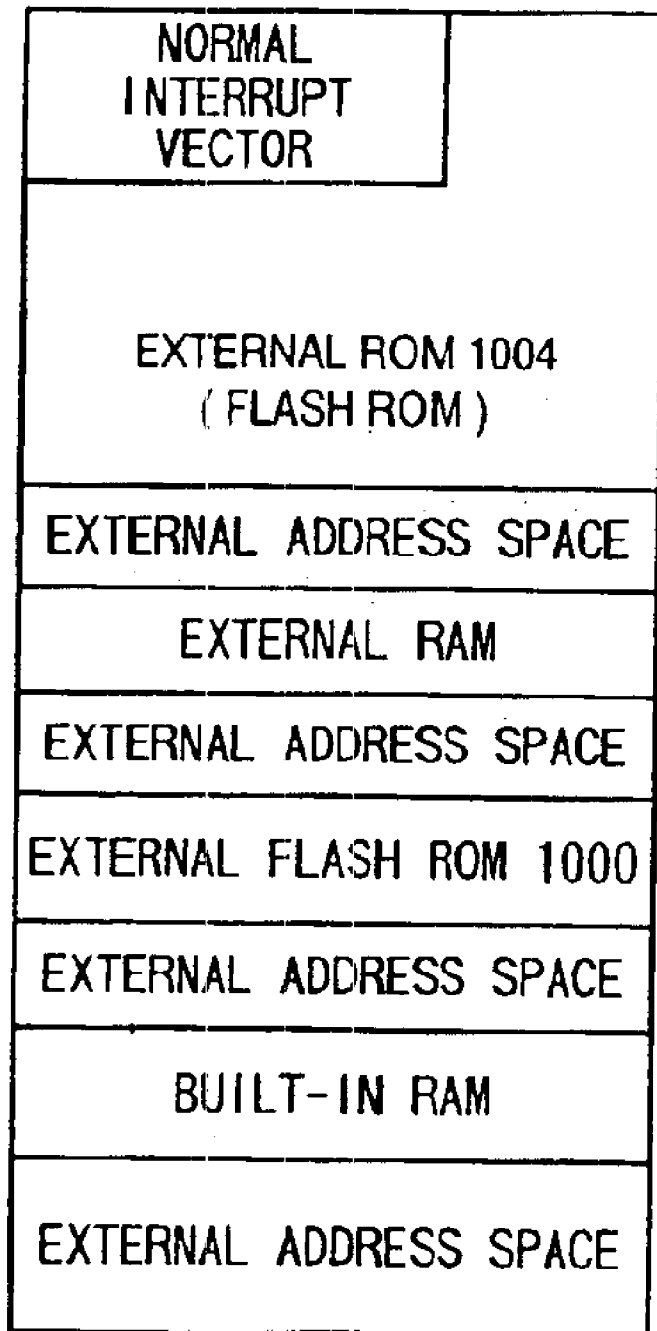 NORMAL
INTERRUPT
VECTOR
EXTERNAL ROM 1004
( FLASH ROM )
EXTERNAL ADDRESS SPACE
EXTERNAL RAM
EXTERNAL ADDRESS SPACE
EXTERNAL FLASH ROM 1000
EXTERNAL ADDRESS SPACE
BUILT-IN RAM
EXTERNAL ADDRESS SPACE